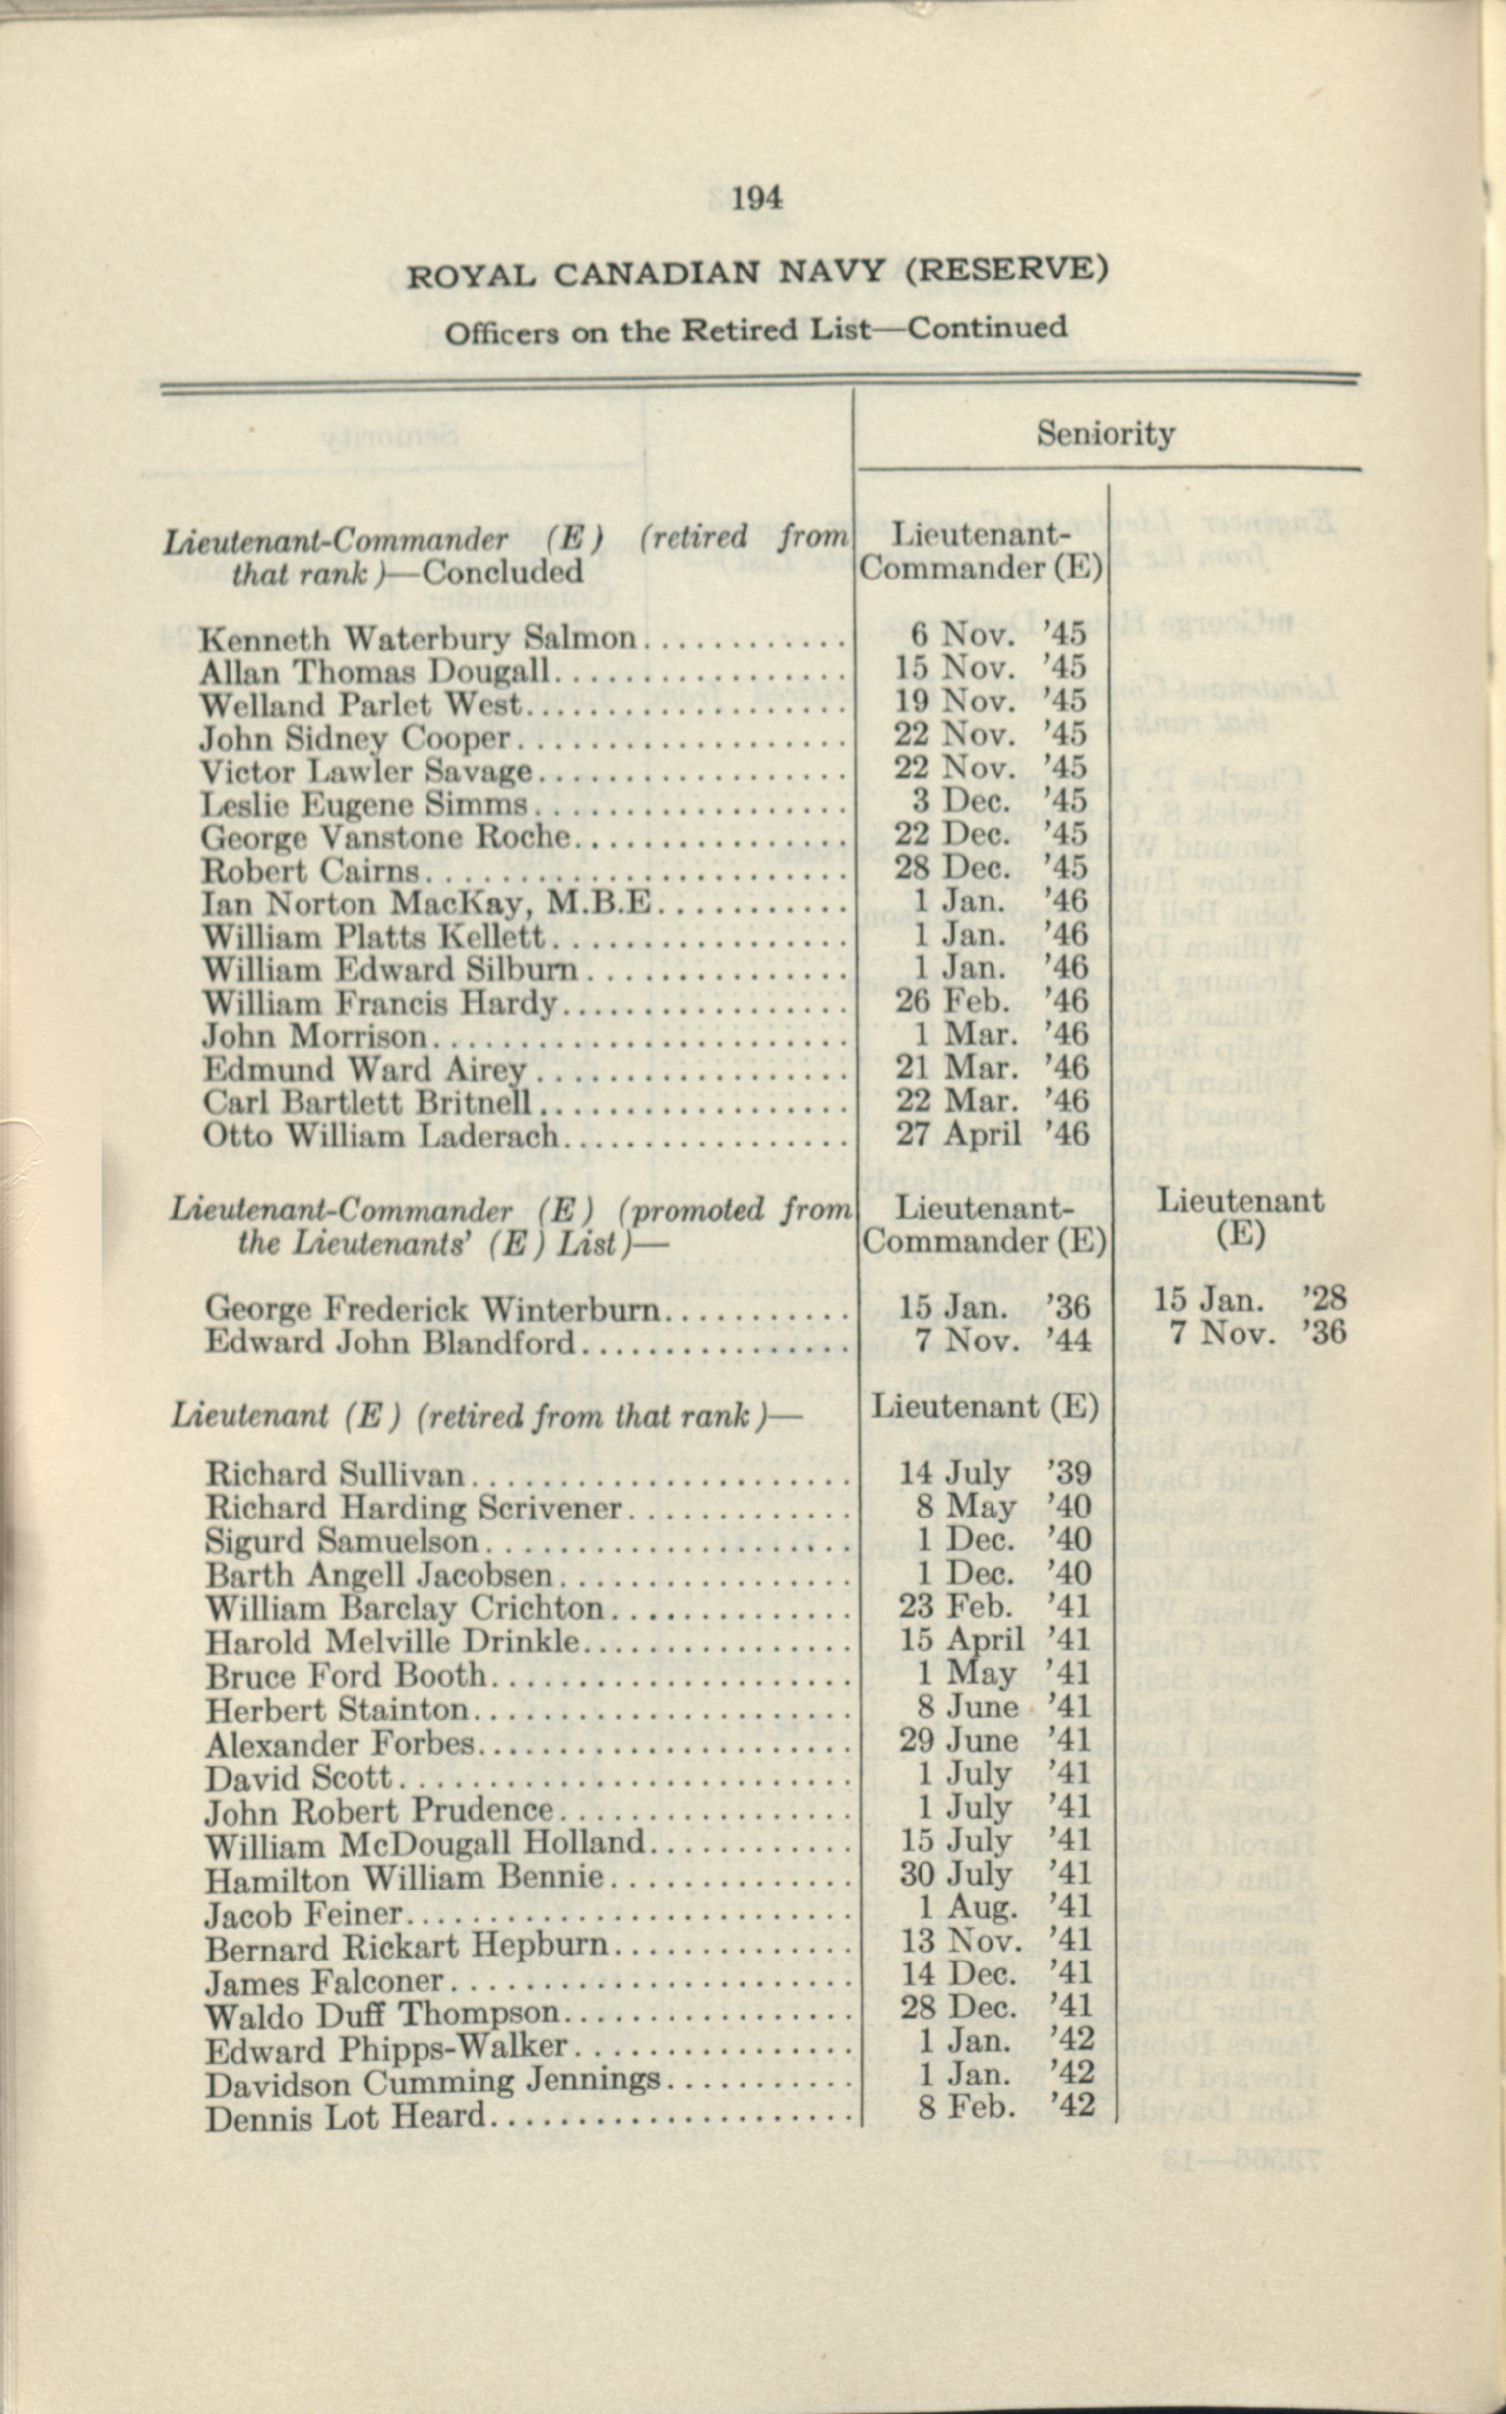 194
ROYAL CANADIAN NAVY (RESERVE)
Officers on the Retired List—Continued
Seniority
Lieutenant-Commander (E) (retired from that rank)—Concluded
Lieutenant-Commander (E)
Kenneth Waterbury Salmon............. 6 Nov. ’45
Allan Thomas Dougall................. 15 Nov. ’45
Welland Parlet West................... 19 Nov. ’45
John Sidney Cooper................... 22 Nov. ’45
Victor Lawler Savage.................. 22 Nov. ’45
Leslie Eugene Simms.................. 3 Dec. ’45
George Vanstone Roche................ 22 Dec. ’45
Robert Cairns........................ 28 Dec. ’45
Ian Norton MacKay, M.B.E............ 1 Jan. ’46
William Platts Kellett................. 1 Jan. ’46
William Edward Silburn............... 1 Jan. ’46
William Francis Hardy................. 26 Feb. ’46
John Morrison........................ 1 Mar. ’46
Edmund Ward Airey................... 21 Mar. ’46
Carl Bartlett Britnell.................. 22 Mar. ’46
Otto William Laderach................. 27 April ’46
Lieutenant-Commander (E) (promoted from the Lieutenants’ (E) List)—
Lieutenant-Commander (E)
Lieutenant (E)
George Frederick Winterburn........... 15 Jan. ’36 15 Jan. ’28
Edward John Blandford................ 7 Nov. ’44 7 Nov. ’36
Lieutenant (E) (retired from that rank)—
Lieutenant (E)
Richard Sullivan...................... 14 July ’39
Richard Harding Scrivener............. 8 May ’40
Sigurd Samuelson..................... 1 Dec. ’40
Barth Angell Jacobsen................. 1 Dec. ’40
William Barclay Crichton.............. 23 Feb. ’41
Harold Melville Drinkle................ 15 April ’41
Bruce Ford Booth..................... 1 May ’41
Herbert Stainton...................... 8 June ’41
Alexander Forbes...................... 29 June ’41
David Scott.......................... 1 July ’41
John Robert Prudence................. 1 July ’41
William McDougall Holland............ 15 July ’41
Hamilton William Bennie.............. 30 July ’41
Jacob Feiner.......................... 1 Aug. ’41
Bernard Rickart Hepburn.............. 13 Nov. ’41
James Falconer....................... 14 Dec. ’41
Waldo Duff Thompson................. 28 Dec. ’41
Edward Phipps-Walker................ 1 Jan. ’42
Davidson Cumming Jennings........... 1 Jan. ’42
Dennis Lot Heard..................... 8 Feb. ’42